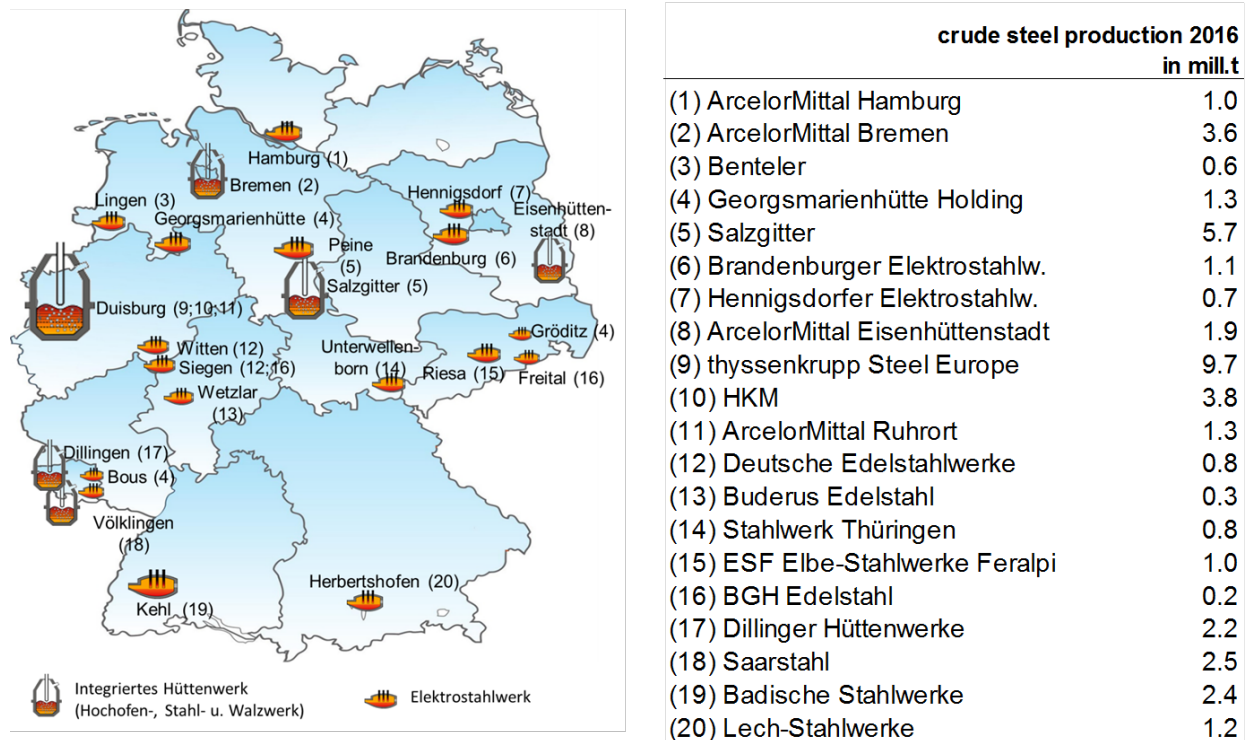 Hamburg (1)
Bremen (2)
Lingen (3)
Georgsmarienhütte (4)
Hennigsdorf (7)
Eisenhütten-
stadt (8)
Peine
(5)
Brandenburg (6)
Salzgitter (5)
Duisburg (9;10;11)
Witten (12)
Siegen (12;16)
Wetzlar
(13)
Unterwellen-
born (14)
Riesa (15)
Gröditz (4)
Freital (16)
Dillingen (17)
Bous (4)
Völklingen
(18)
Kehl (19)
Herbertshofen (20)
Integriertes Hüttenwerk
(Hochofen-, Stahl- u. Walzwerk)
Elektrostahlwerk
crude steel production 2016
in mill.t
(1) ArcelorMittal Hamburg 1.0
(2) ArcelorMittal Bremen 3.6
(3) Benteler 0.6
(4) Georgsmarienhütte Holding 1.3
(5) Salzgitter 5.7
(6) Brandenburger Elektrostahlw. 1.1
(7) Hennigsdorfer Elektrostahlw. 0.7
(8) ArcelorMittal Eisenhüttenstadt 1.9
(9) thyssenkrupp Steel Europe 9.7
(10) HKM 3.8
(11) ArcelorMittal Ruhrort 1.3
(12) Deutsche Edelstahlwerke 0.8
(13) Buderus Edelstahl 0.3
(14) Stahlwerk Thüringen 0.8
(15) ESF Elbe-Stahlwerke Feralpi 1.0
(16) BGH Edelstahl 0.2
(17) Dillinger Hüttenwerke 2.2
(18) Saarstahl 2.5
(19) Badische Stahlwerke 2.4
(20) Lech-Stahlwerke 1.2